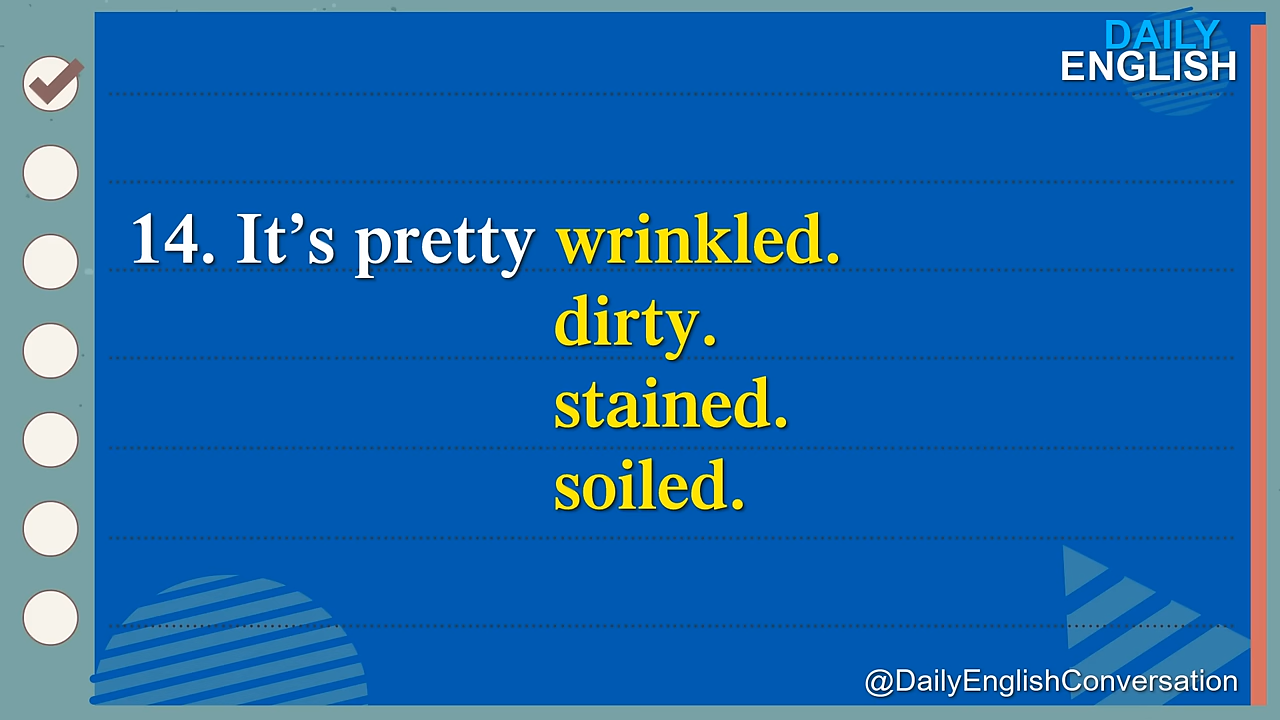 DAILY
ENGLISH
14. It’s pretty wrinkled.
dirty.
stained.
soiled.
@DailyEnglishConversation